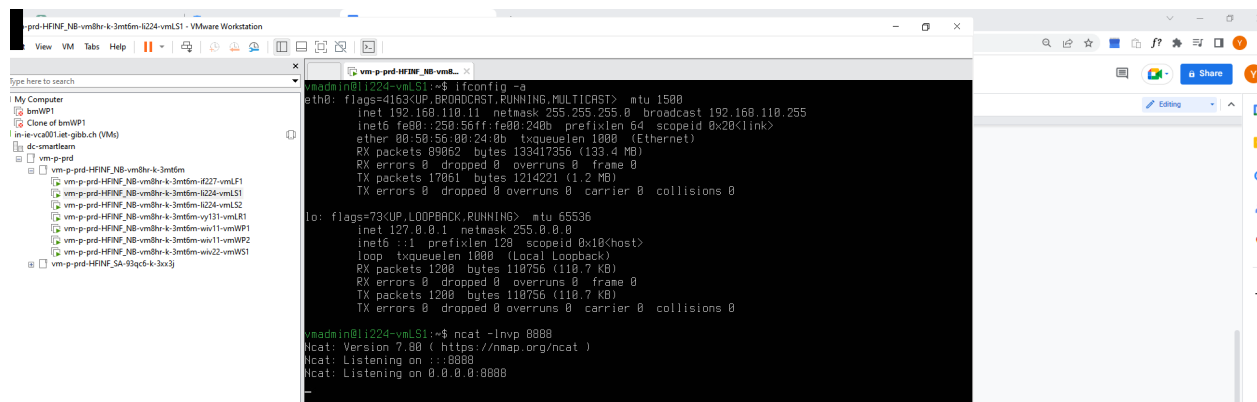 -p-prd-HFINF_NB-vm8hr-k-3mt6m-li224-vmLS1 - VMware Workstation
View VM Tabs Help
Type here to search
My Computer
bmWP1
Clone of bmWP1
in-ie-vca001.iet-gibb.ch (VMs)
dc-smartlearn
vm-p-prd
vm-p-prd-HFINF_NB-vm8hr-k-3mt6m
vm-p-prd-HFINF_NB-vm8hr-k-3mt6m-if227-vmLF1
vm-p-prd-HFINF_NB-vm8hr-k-3mt6m-li224-vmLS1
vm-p-prd-HFINF_NB-vm8hr-k-3mt6m-li224-vmLS2
vm-p-prd-HFINF_NB-vm8hr-k-3mt6m-vy131-vmLR1
vm-p-prd-HFINF_NB-vm8hr-k-3mt6m-wiv11-vmWP1
vm-p-prd-HFINF_NB-vm8hr-k-3mt6m-wiv11-vmWP2
vm-p-prd-HFINF_NB-vm8hr-k-3mt6m-wiv22-vmWS1
vm-p-prd-HFINF_SA-93qc6-k-3xx3j
vm-p-prd-HFINF_NB-vm8...
vmadmin@li224-vmLS1:~$ ifconfig -a
eth0: flags=4163<UP,BROADCAST,RUNNING,MULTICAST> mtu 1500
inet 192.168.110.11 netmask 255.255.255.0 broadcast 192.168.110.255
inet6 fe80::250:56ff:fe00:240b prefixlen 64 scopeid 0x20<link>
ether 00:50:56:00:24:0b txqueuelen 1000 (Ethernet)
RX packets 89062 bytes 133417356 (133.4 MB)
RX errors 0 dropped 0 overruns 0 frame 0
TX packets 17061 bytes 1214221 (1.2 MB)
TX errors 0 dropped 0 overruns 0 carrier 0 collisions 0
lo: flags=73<UP,LOOPBACK,RUNNING> mtu 65536
inet 127.0.0.1 netmask 255.0.0.0
inet6 ::1 prefixlen 128 scopeid 0x10<host>
loop txqueuelen 1000 (Local Loopback)
RX packets 1200 bytes 110756 (110.7 KB)
RX errors 0 dropped 0 overruns 0 frame 0
TX packets 1200 bytes 110756 (110.7 KB)
TX errors 0 dropped 0 overruns 0 carrier 0 collisions 0
vmadmin@li224-vmLS1:~$ ncat -lnvp 8888
Ncat: Version 7.80 ( https://nmap.org/ncat )
Ncat: Listening on :::8888
Ncat: Listening on 0.0.0.0:8888
f?
Y
Share
Y
Editing